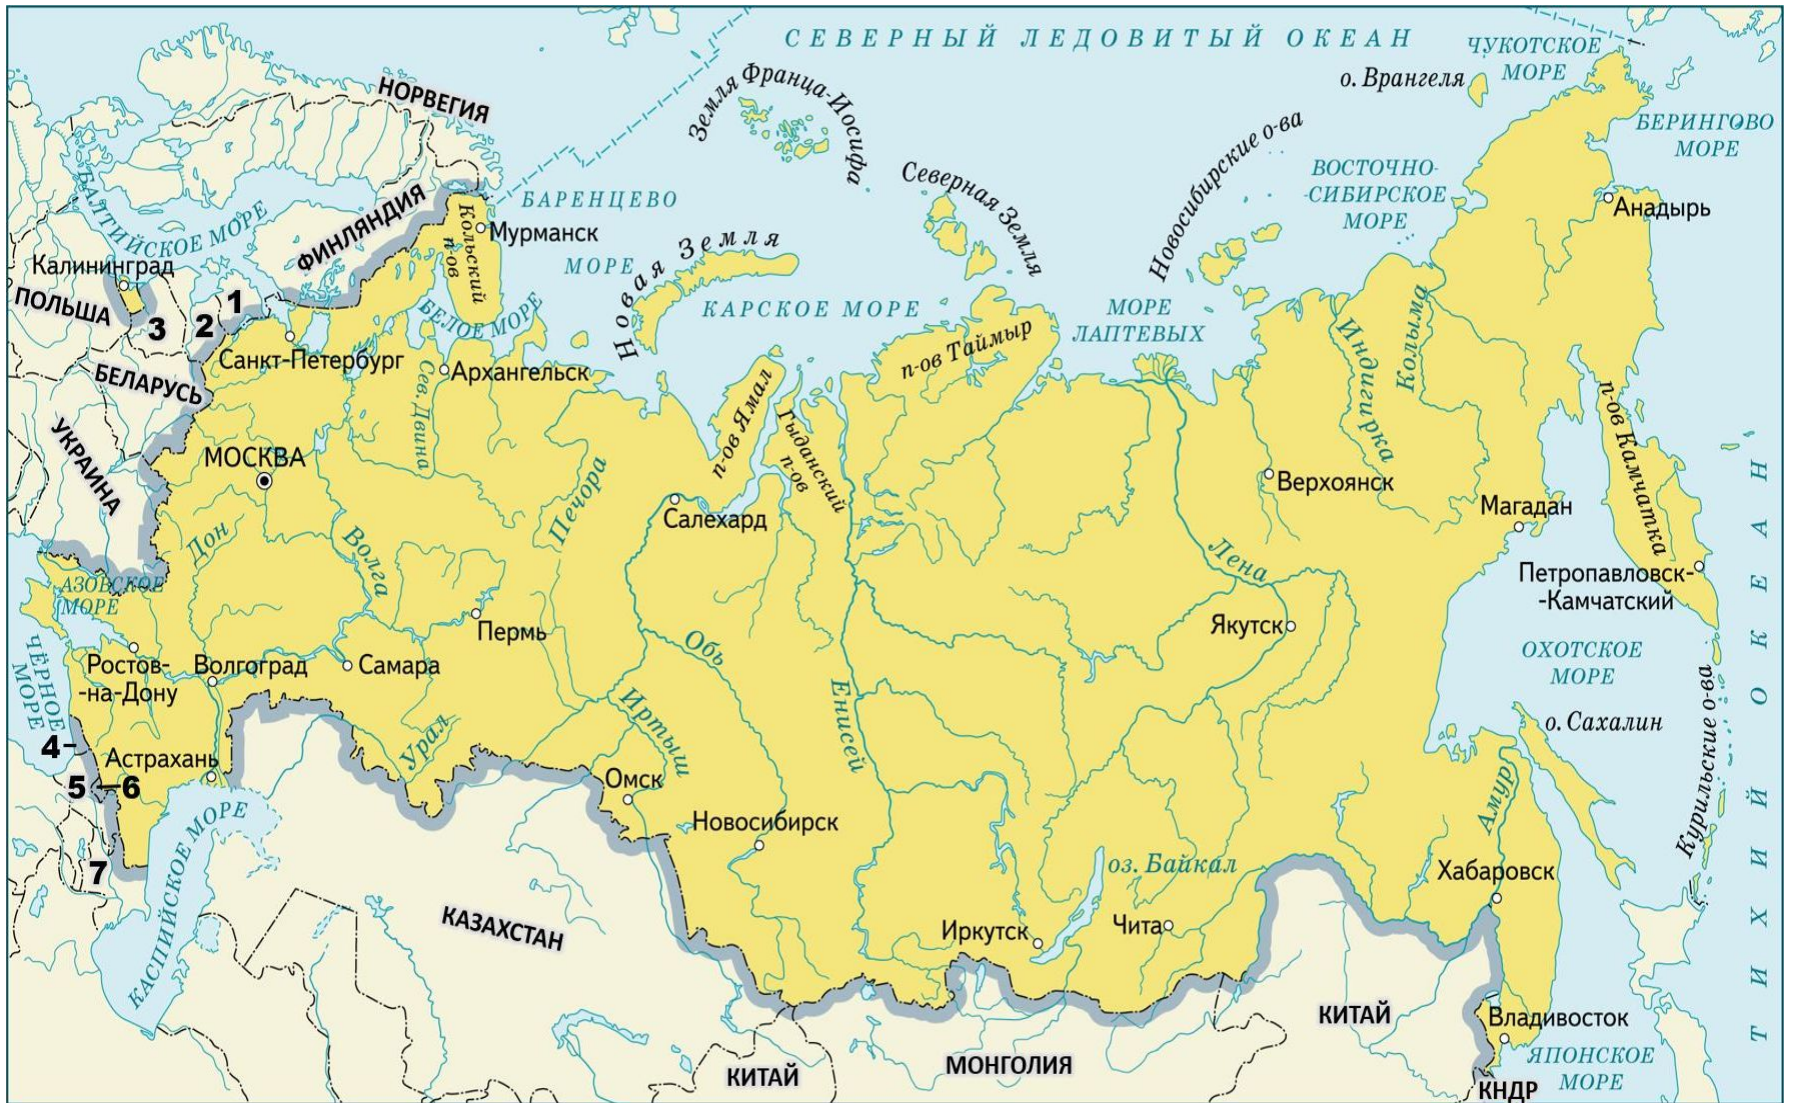 СЕВЕРНЫЙ ЛЕДОВИТЫЙ ОКЕАН
ЧУКОТСКОЕ
МОРЕ
о. Врангеля
БЕРИНГОВО
МОРЕ
Земля Франца-Иосифа
НОРВЕГИЯ
Северная Земля
Новосибирские о-ва
ВОСТОЧНО-
-СИБИРСКОЕ
МОРЕ
Анадырь
БАРЕНЦЕВО
МОРЕ
БАЛТИЙСКОЕ МОРЕ
ФИНЛЯНДИЯ
Кольский
п-ов
Мурманск
Новая Земля
Калининград
ПОЛЬША
1
2
3
БЕЛОЕ МОРЕ
КАРСКОЕ МОРЕ
МОРЕ
ЛАПТЕВЫХ
п-ов Таймыр
Индигирка
Колыма
Санкт-Петербург
БЕЛАРУСЬ
Сев. Двина
Архангельск
п-ов Ямал
Гыданский
п-ов
п-ов Камчатка
УКРАИНА
МОСКВА
Печора
Салехард
Верхоянск
Магадан
Дон
Волга
Лена
Петропавловск-
-Камчатский
АЗОВСКОЕ
МОРЕ
Пермь
Якутск
ЧЁРНОЕ
МОРЕ
Ростов-
-на-Дону
Волгоград
Самара
Обь
Иртыш
Енисей
ОХОТСКОЕ
МОРЕ
о. Сахалин
Курильские о-ва
ТИХИЙ ОКЕАН
4
5
6
7
Астрахань
Урал
Омск
Новосибирск
Амур
КАСПИЙСКОЕ МОРЕ
оз. Байкал
Хабаровск
КАЗАХСТАН
Иркутск
Чита
КИТАЙ
Владивосток
КИТАЙ
МОНГОЛИЯ
ЯПОНСКОЕ
МОРЕ
КНДР